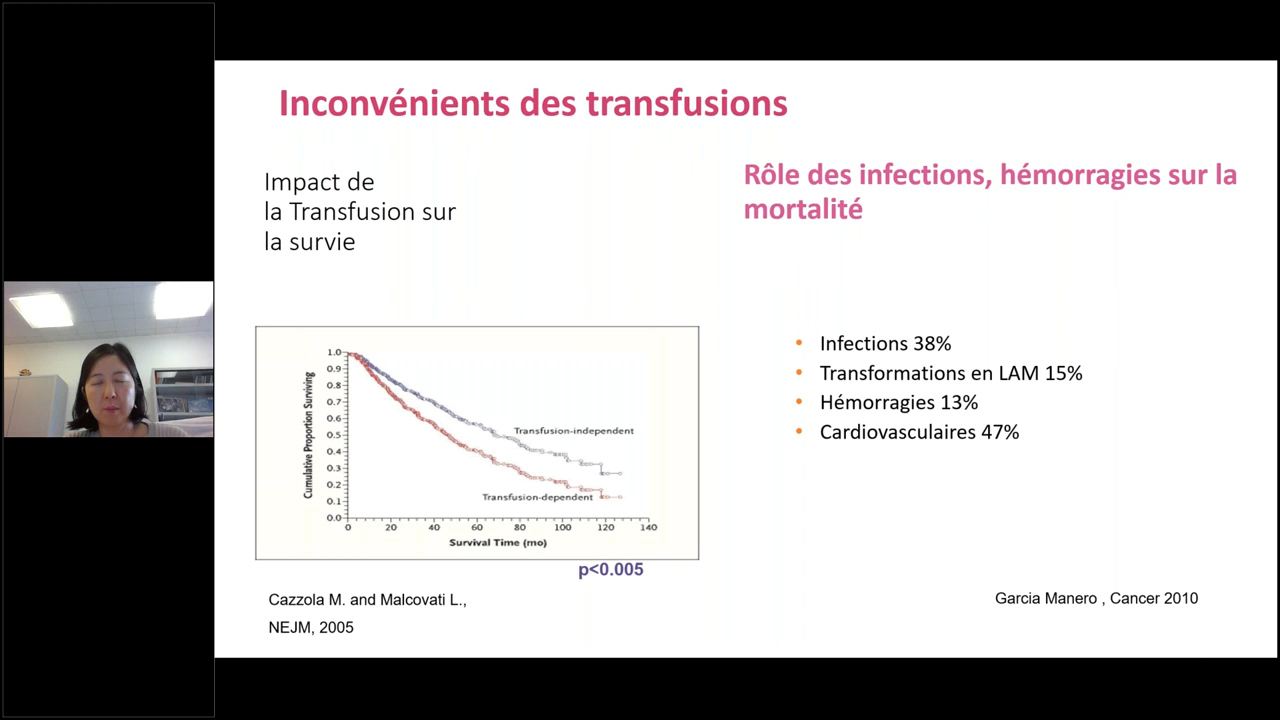 Inconvénients des transfusions
Impact de
la Transfusion sur
la survie
Rôle des infections, hémorragies sur la
mortalité
1.0
0.9
0.8
0.7
0.6
0.5
0.4
0.3
0.2
0.1
0.0
Cumulative Proportion Surviving
Transfusion-independent
Transfusion-dependent
0 20 40 60 80 100 120 140
Survival Time (mo)
p<0.005
Cazzola M. and Malcovati L.,
NEJM, 2005
• Infections 38%
• Transformations en LAM 15%
• Hémorragies 13%
• Cardiovasculaires 47%
Garcia Manero , Cancer 2010